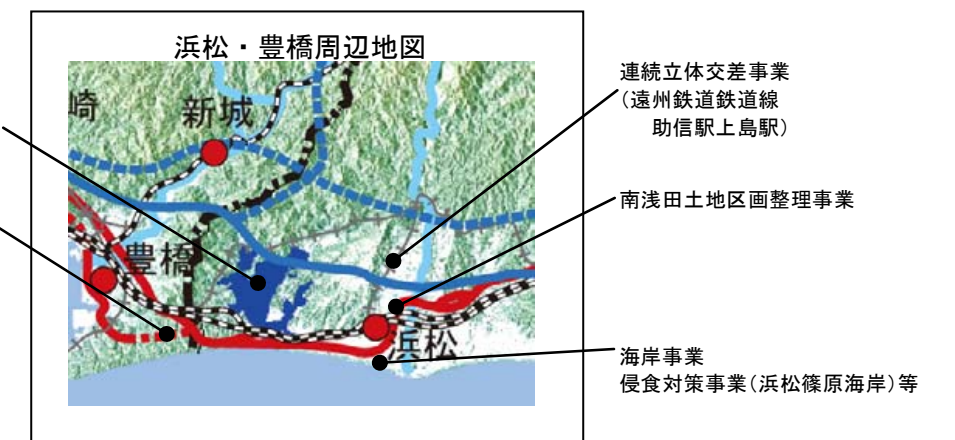 浜松・豊橋周辺地図
崎
新城
豊橋
浜松
連続立体交差事業
（遠州鉄道鉄道線
助信駅上島駅）
南浅田土地区画整理事業
海岸事業
侵食対策事業（浜松篠原海岸）等